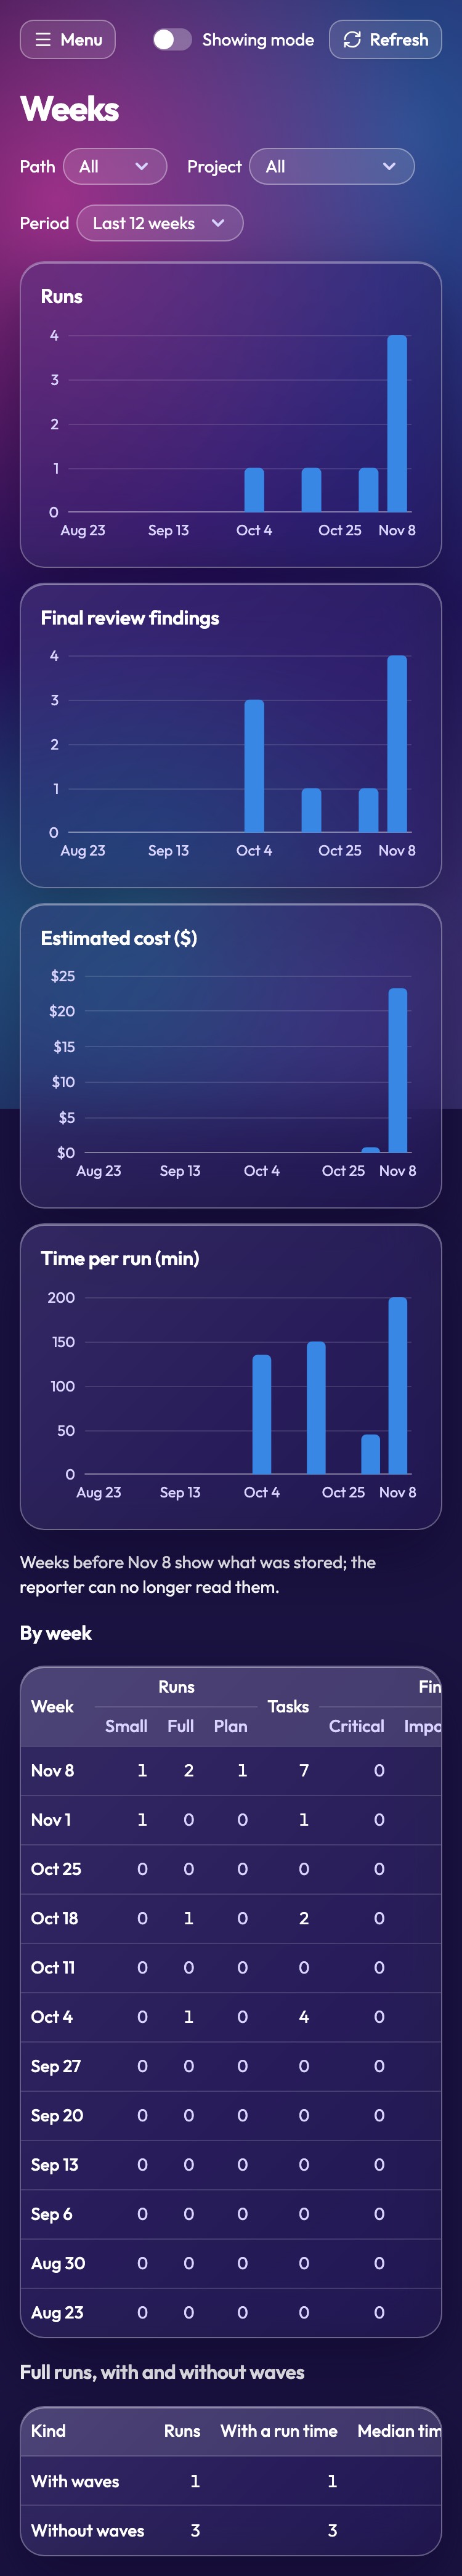 Menu
Showing mode
Refresh
Weeks
Path All Project All
Period Last 12 weeks
Runs
4
3
2
1
0
Aug 23 Sep 13 Oct 4 Oct 25 Nov 8
Final review findings
4
3
2
1
0
Aug 23 Sep 13 Oct 4 Oct 25 Nov 8
Estimated cost ($)
$25
$20
$15
$10
$5
$0
Aug 23 Sep 13 Oct 4 Oct 25 Nov 8
Time per run (min)
200
150
100
50
0
Aug 23 Sep 13 Oct 4 Oct 25 Nov 8
Weeks before Nov 8 show what was stored; the
reporter can no longer read them.
By week
Runs Fin
Week Tasks
Small Full Plan Critical Impo
Nov 8 1 2 1 7 0
Nov 1 1 0 0 1 0
Oct 25 0 0 0 0 0
Oct 18 0 1 0 2 0
Oct 11 0 0 0 0 0
Oct 4 0 1 0 4 0
Sep 27 0 0 0 0 0
Sep 20 0 0 0 0 0
Sep 13 0 0 0 0 0
Sep 6 0 0 0 0 0
Aug 30 0 0 0 0 0
Aug 23 0 0 0 0 0
Full runs, with and without waves
Kind Runs With a run time Median tim
With waves 1 1
Without waves 3 3